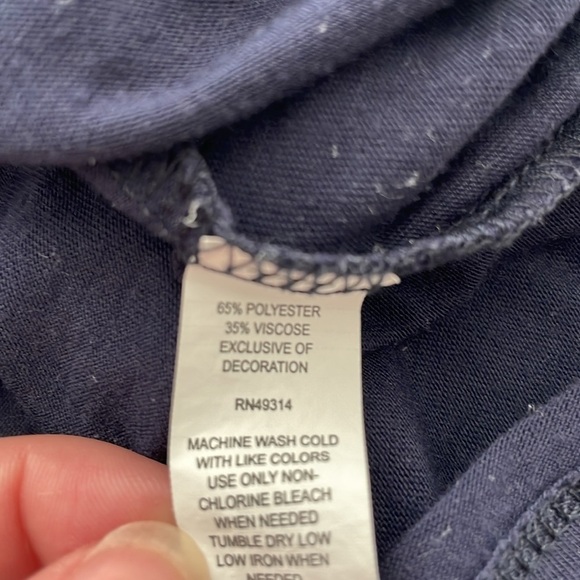 65% POLYESTER
35% VISCOSE
EXCLUSIVE OF
DECORATION
RN49314
MACHINE WASH COLD
WITH LIKE COLORS
USE ONLY NON-
CHLORINE BLEACH
WHEN NEEDED
TUMBLE DRY LOW
LOW IRON WHEN
NEEDED